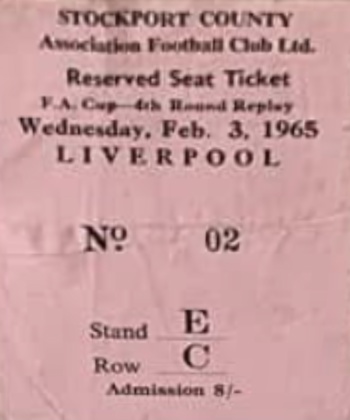 STOCKPORT COUNTY
Association Football Club Ltd.
Reserved Seat Ticket
F.A. Cup—4th Round Replay
Wednesday, Feb. 3, 1965
LIVERPOOL
Nº 02
Stand E
Row C
Admission 8/-